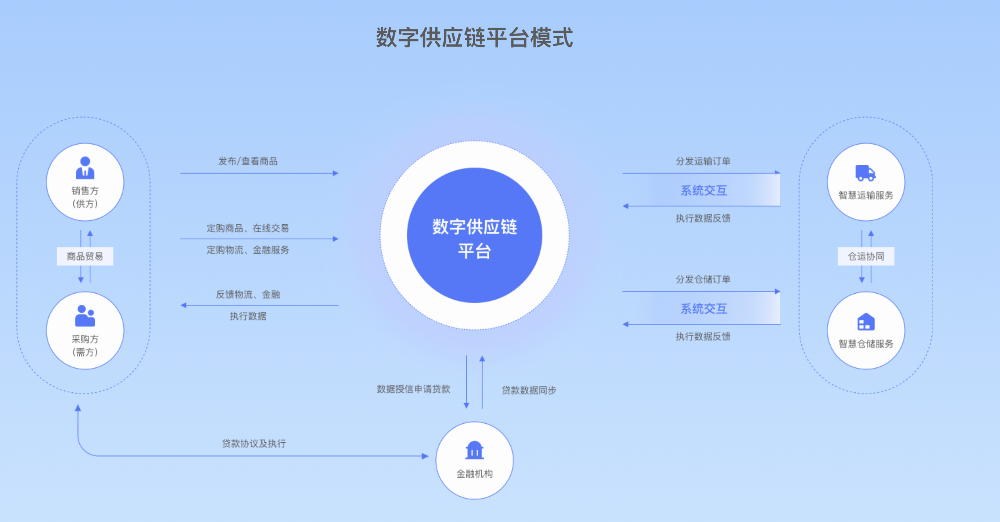 数字供应链平台模式
销售方
（供方）
商品贸易
采购方
（需方）
发布/查看商品
定购商品、在线交易
定购物流、金融服务
反馈物流、金融
执行数据
数字供应链
平台
分发运输订单
系统交互
执行数据反馈
分发仓储订单
系统交互
执行数据反馈
智慧运输服务
仓运协同
智慧仓储服务
数据授信申请贷款
贷款数据同步
贷款协议及执行
金融机构